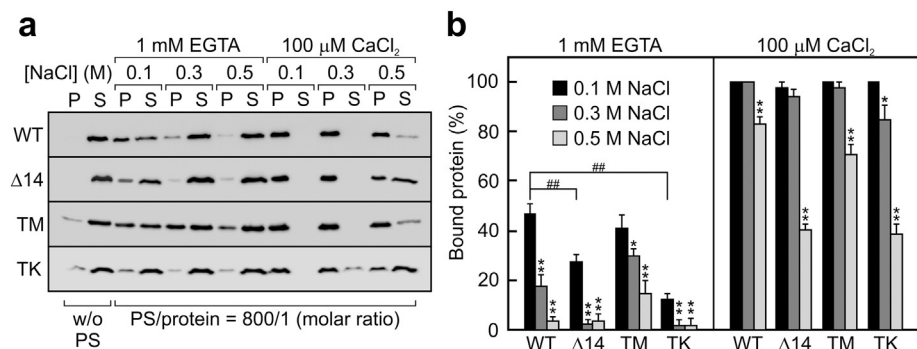 a
1 mM EGTA 100 μM CaCl₂
[NaCl] (M) 0.1 0.3 0.5 0.1 0.3 0.5
P S P S P S P S P S P S P S
WT
Δ14
TM
TK
w/o PS
PS/protein = 800/1 (molar ratio)
b
1 mM EGTA 100 μM CaCl₂
Bound protein (%)
100
80
60
40
20
0
0.1 M NaCl
0.3 M NaCl
0.5 M NaCl
##
##
** ** ** ** * ** ** **
** ** ** * **
WT Δ14 TM TK WT Δ14 TM TK